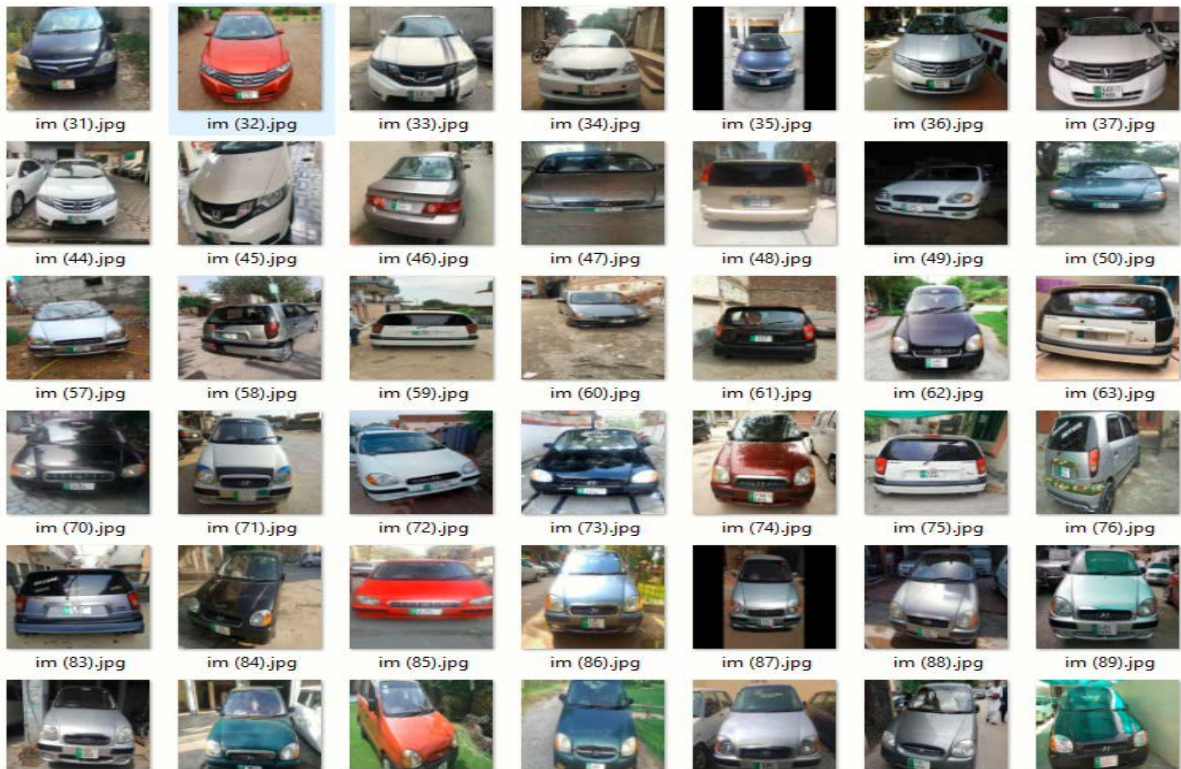 im (31).jpg im (32).jpg im (33).jpg im (34).jpg im (35).jpg im (36).jpg im (37).jpg
im (44).jpg im (45).jpg im (46).jpg im (47).jpg im (48).jpg im (49).jpg im (50).jpg
im (57).jpg im (58).jpg im (59).jpg im (60).jpg im (61).jpg im (62).jpg im (63).jpg
im (70).jpg im (71).jpg im (72).jpg im (73).jpg im (74).jpg im (75).jpg im (76).jpg
im (83).jpg im (84).jpg im (85).jpg im (86).jpg im (87).jpg im (88).jpg im (89).jpg